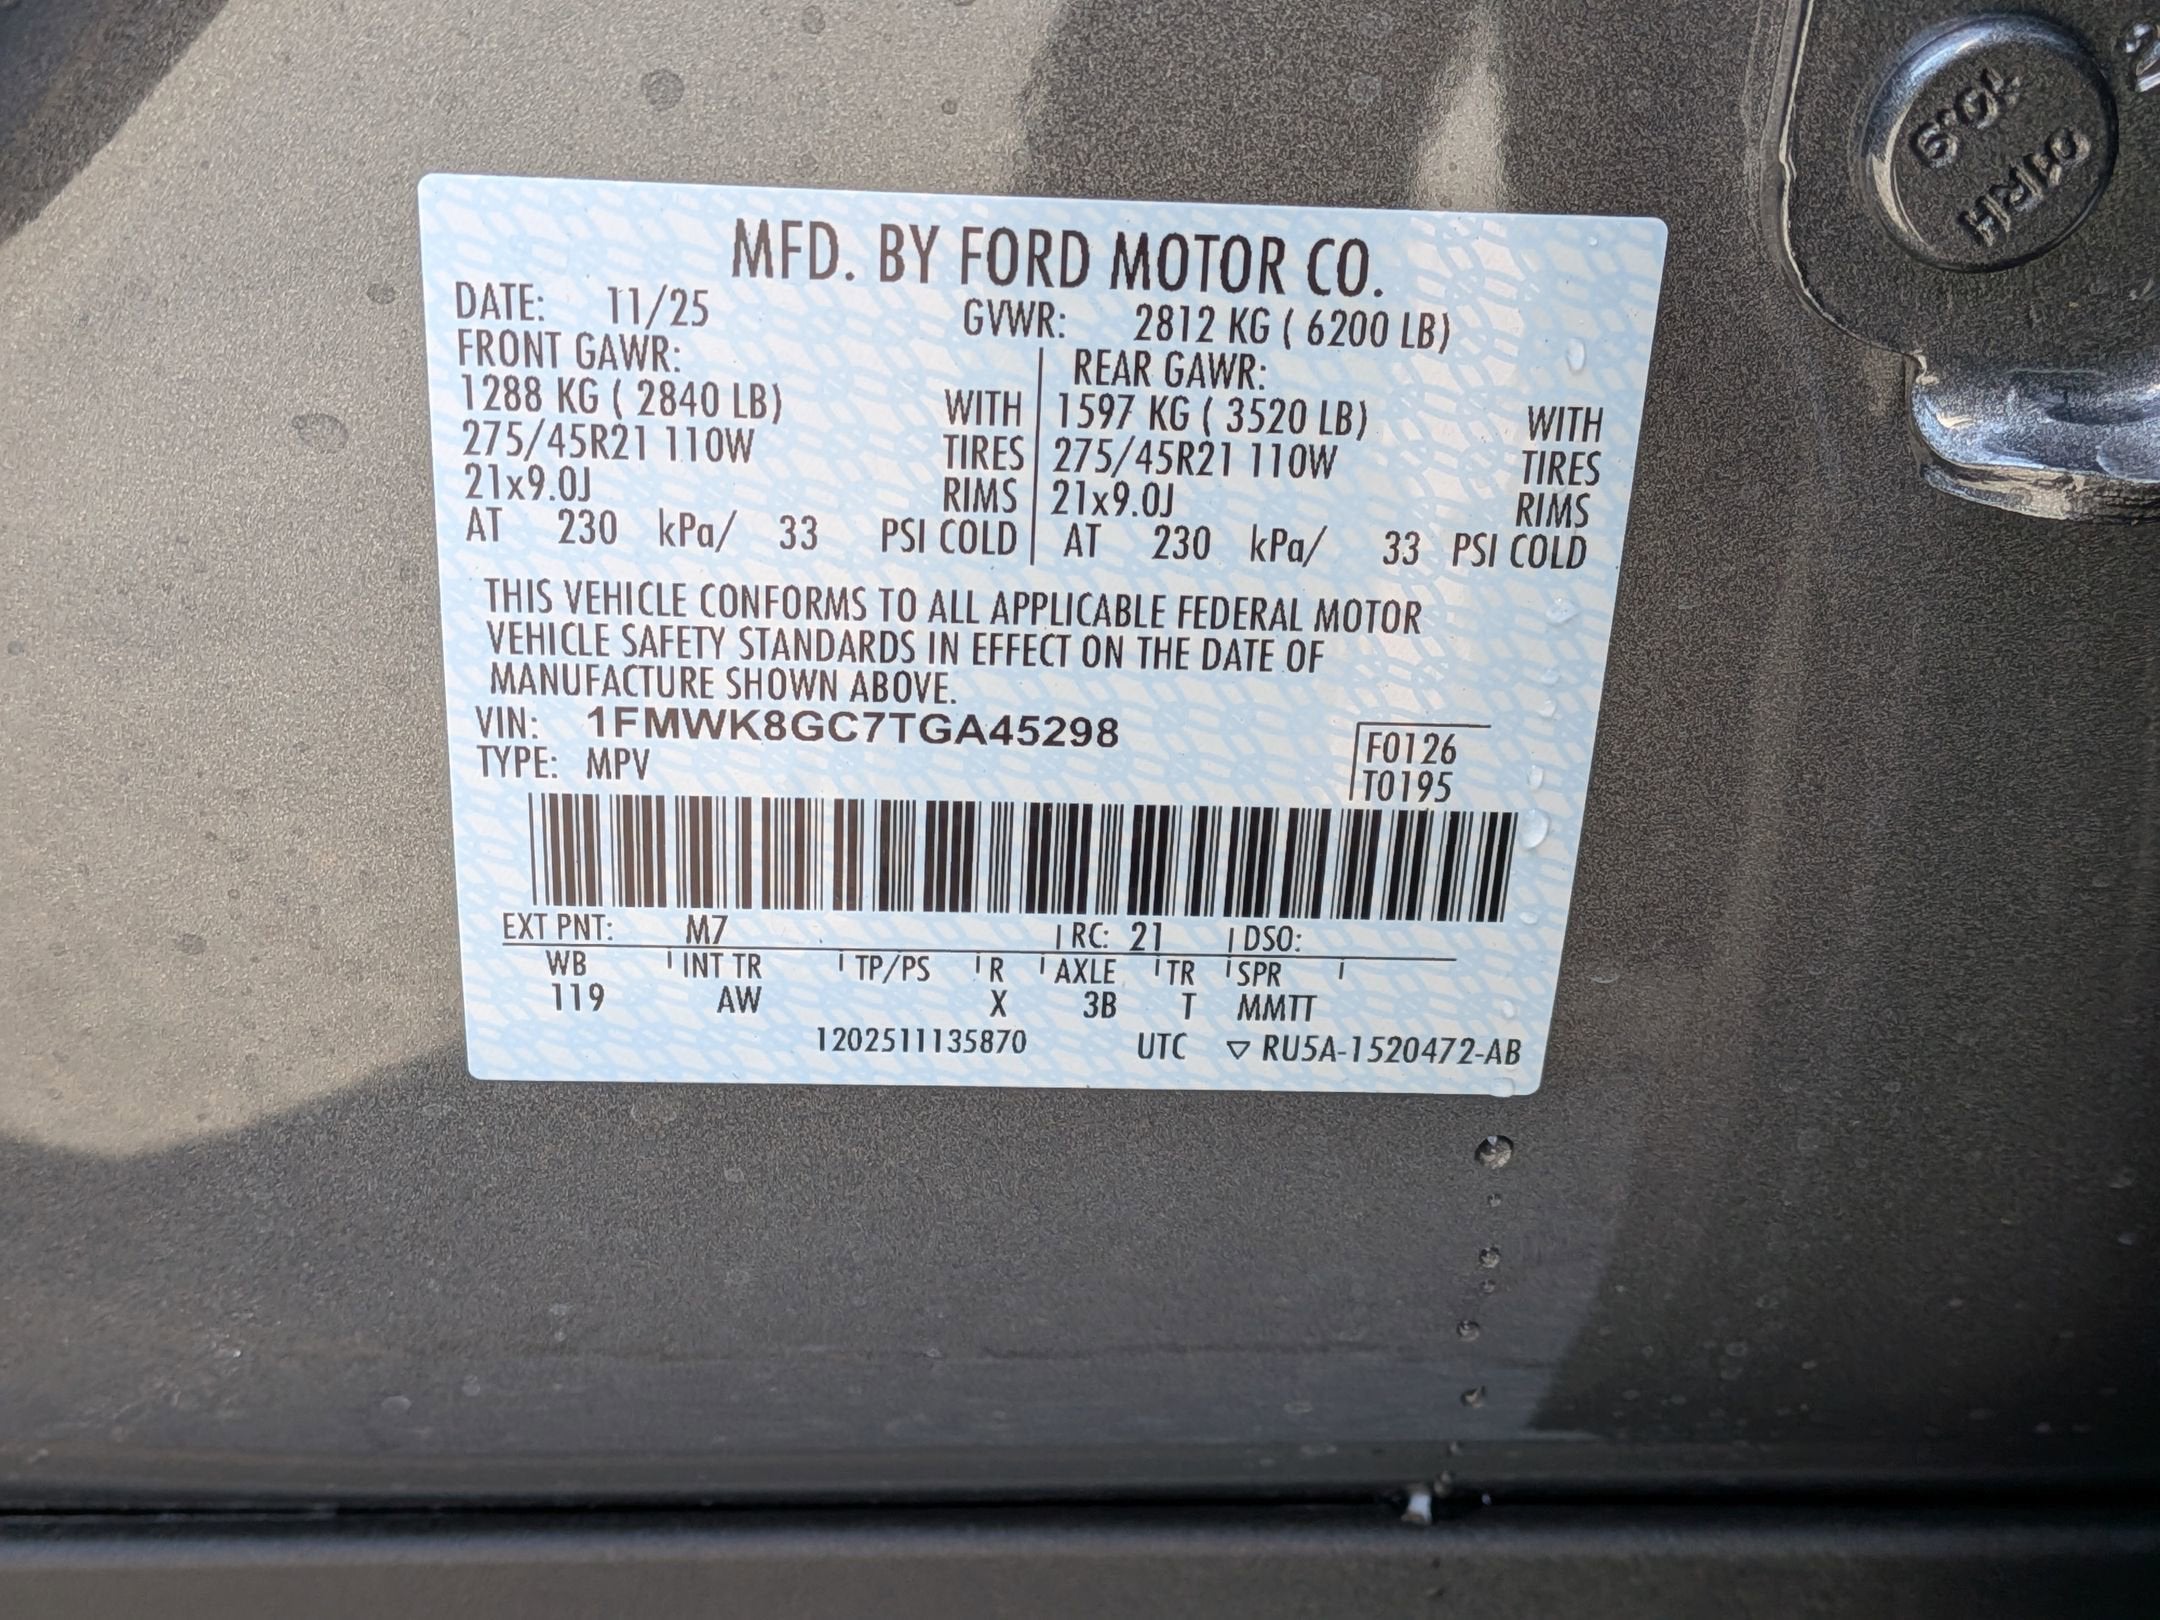 MFD. BY FORD MOTOR CO.
DATE: 11/25 GVWR: 2812 KG ( 6200 LB)
FRONT GAWR: REAR GAWR:
1288 KG ( 2840 LB) WITH 1597 KG ( 3520 LB) WITH
275/45R21 110W TIRES 275/45R21 110W TIRES
21x9.0J RIMS 21x9.0J RIMS
AT 230 kPa/ 33 PSI COLD AT 230 kPa/ 33 PSI COLD
THIS VEHICLE CONFORMS TO ALL APPLICABLE FEDERAL MOTOR
VEHICLE SAFETY STANDARDS IN EFFECT ON THE DATE OF
MANUFACTURE SHOWN ABOVE.
VIN: 1FMWK8GC7TGA45298
TYPE: MPV
F0126
T0195
EXT PNT: M7 RC: 21 DSO:
WB INT TR TP/PS R AXLE TR SPR
119 AW X 3B T MMTT
1202511135870 UTC ▽ RU5A-1520472-AB
01RH